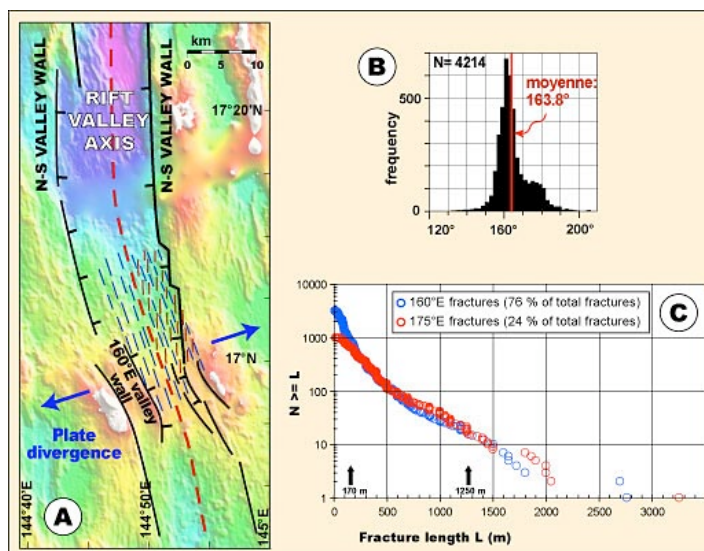 km
0 5 10
N-S VALLEY WALL
RIFT
VALLEY
AXIS
N-S VALLEY WALL
17°20'N
17°N
160°E valley
wall
Plate
divergence
A
144°40'
144°50'
145°E
B
N= 4214
moyenne:
163.8°
500
0
frequency
120° 160° 200°
C
160°E fractures (76 % of total fractures)
175°E fractures (24 % of total fractures)
10000
1000
100
10
1
N >= L
170 m
1250 m
0 500 1000 1500 2000 2500 3000 3500
Fracture length L (m)